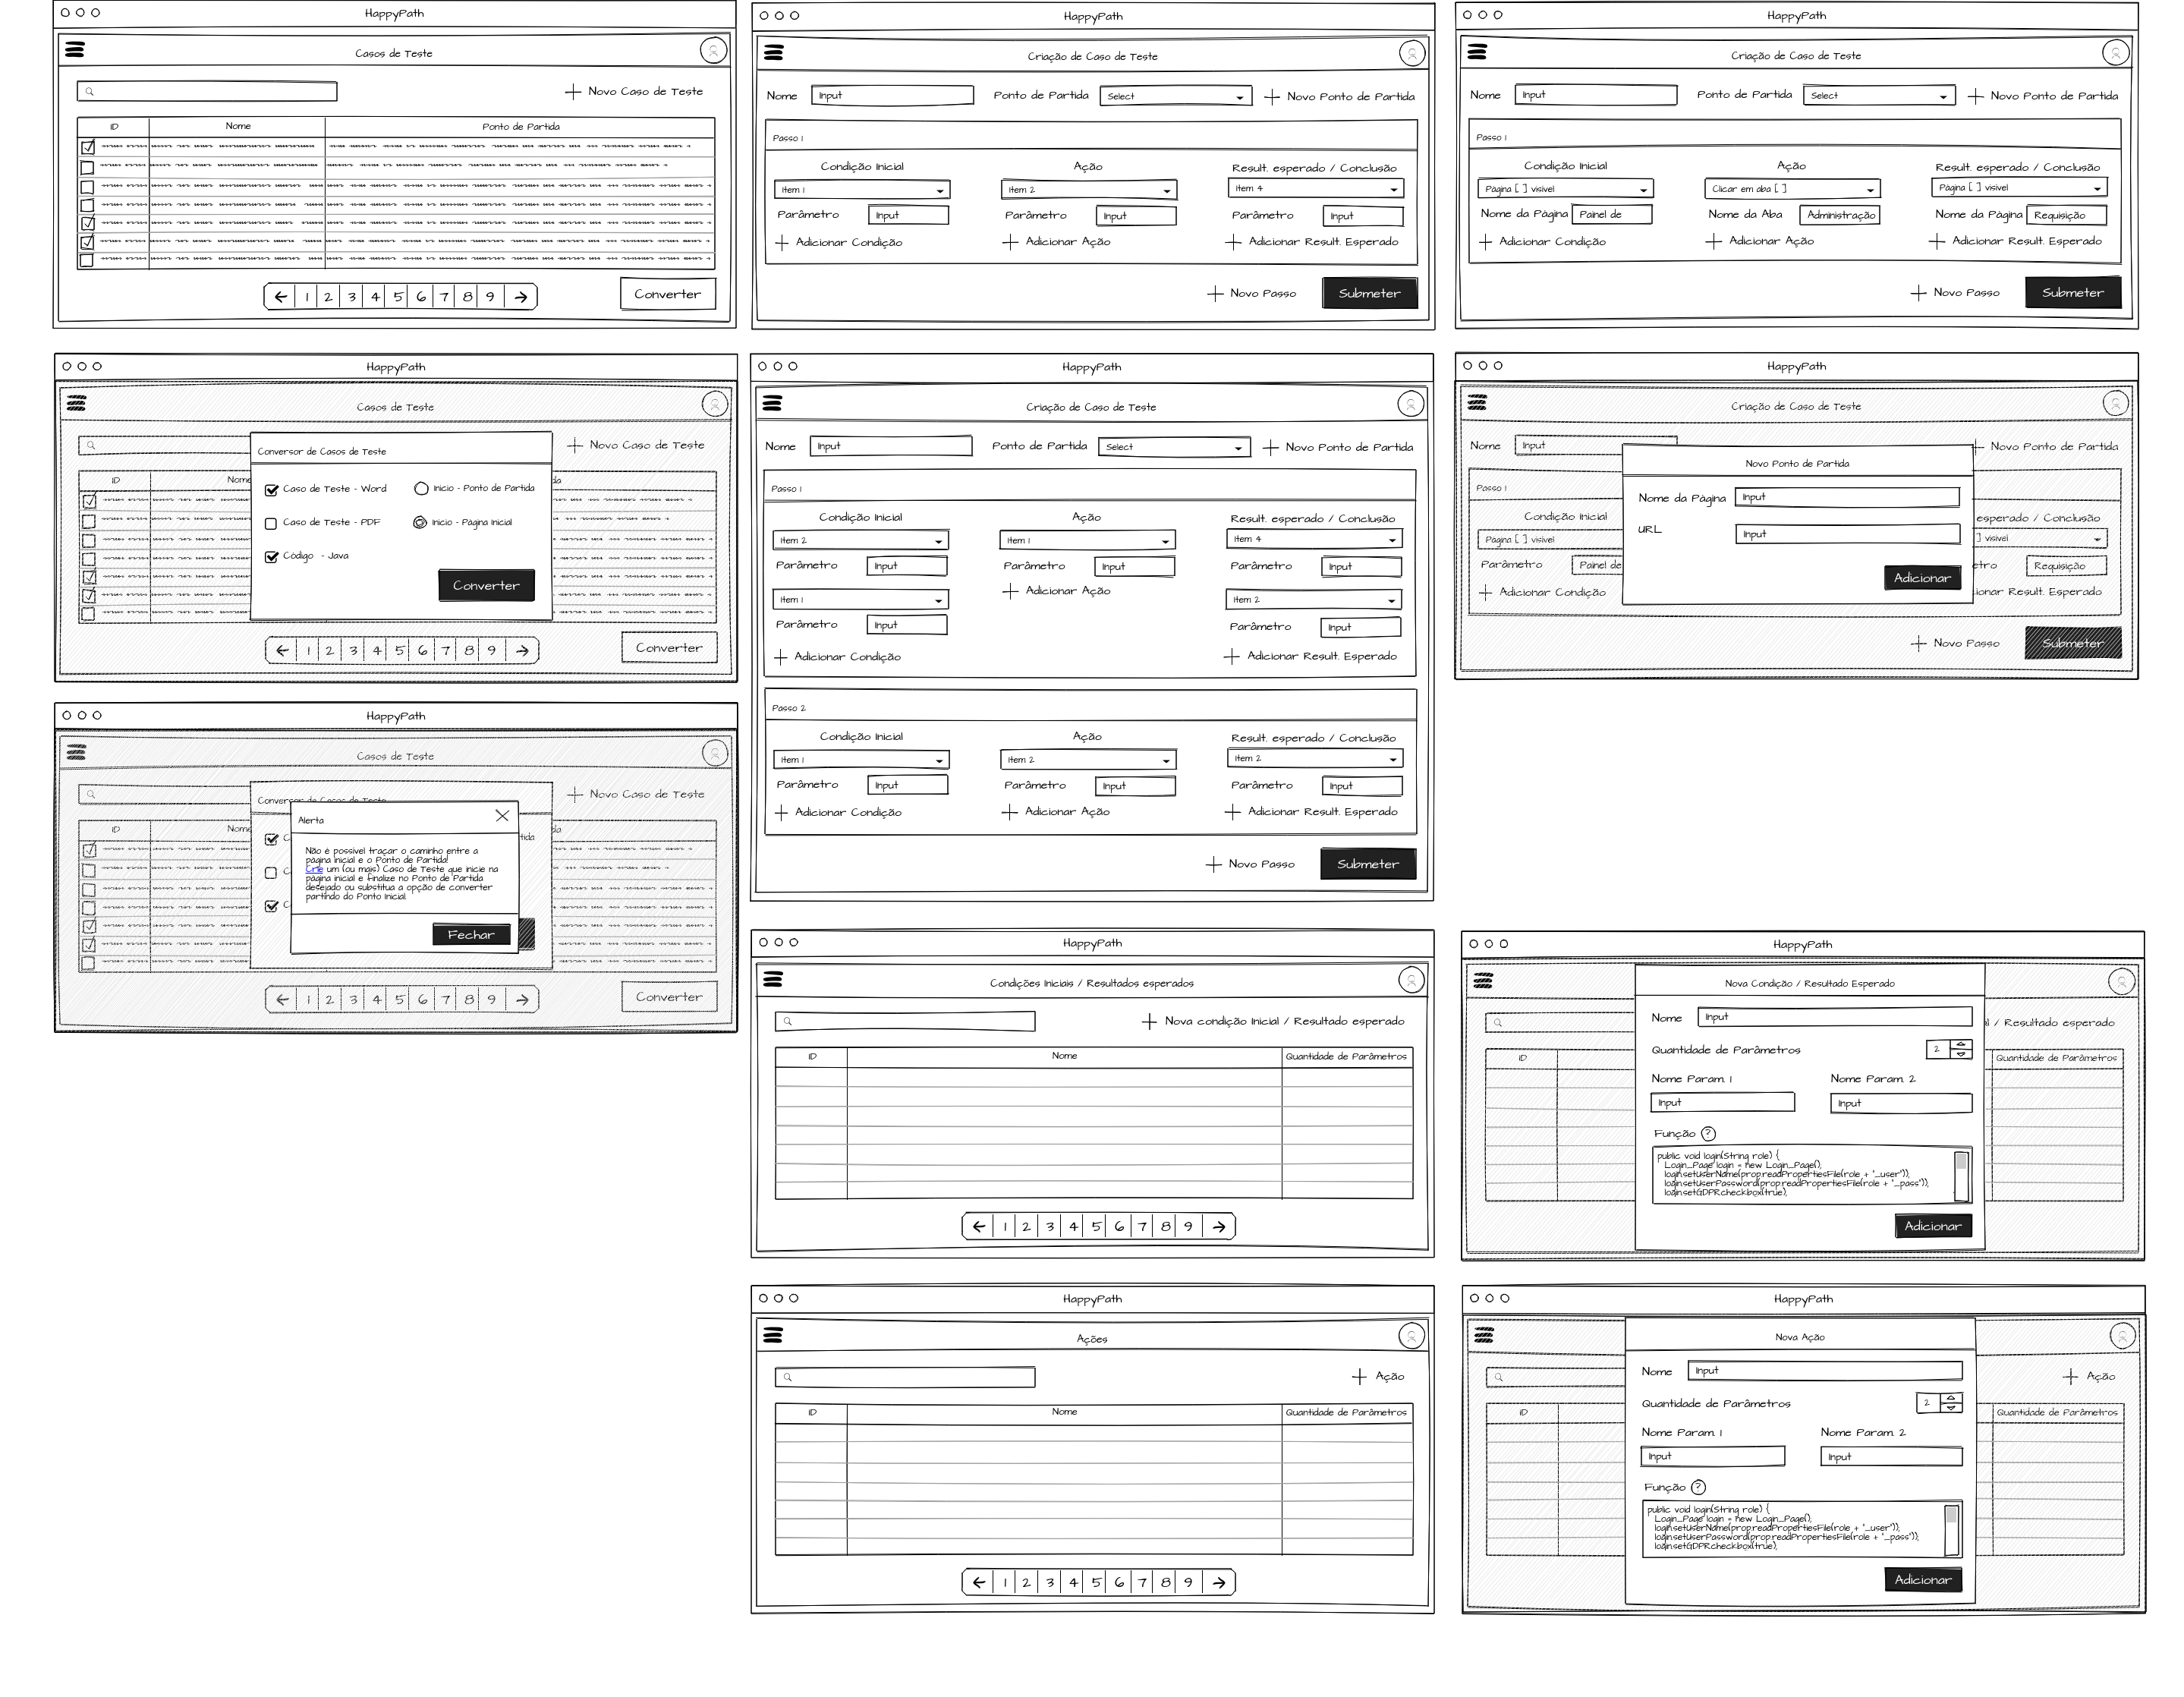 HappyPath
Casos de Teste
Novo Caso de Teste
ID Nome Ponto de Partida
1 2 3 4 5 6 7 8 9
Converter
HappyPath
Criação de Caso de Teste
Nome Input Ponto de Partida Select Novo Ponto de Partida
Passo 1
Condição Inicial Ação Result. esperado / Conclusão
Item 1 Item 2 Item 4
Parâmetro Input Parâmetro Input Parâmetro Input
Adicionar Condição Adicionar Ação Adicionar Result. Esperado
Novo Passo Submeter
HappyPath
Criação de Caso de Teste
Nome Input Ponto de Partida Select Novo Ponto de Partida
Passo 1
Condição Inicial Ação Result. esperado / Conclusão
Página [ ] visivel Clicar em aba [ ] Página [ ] visivel
Nome da Página Painel de Nome da Aba Administração Nome da Página Requisição
Adicionar Condição Adicionar Ação Adicionar Result. Esperado
Novo Passo Submeter
HappyPath
Casos de Teste
Novo Caso de Teste
Conversor de Casos de Teste
ID Nome da
Caso de Teste - Word Inicio - Ponto de Partida
Caso de Teste - PDF Inicio - Página Inicial
Código - Java
Converter
1 2 3 4 5 6 7 8 9
Converter
HappyPath
Criação de Caso de Teste
Nome Input Ponto de Partida Select Novo Ponto de Partida
Passo 1
Condição Inicial Ação Result. esperado / Conclusão
Item 2 Item 1 Item 4
Parâmetro Input Parâmetro Input Parâmetro Input
Adicionar Ação
Item 1 Item 2
Parâmetro Input Parâmetro Input
Adicionar Condição Adicionar Result. Esperado
Passo 2
Condição Inicial Ação Result. esperado / Conclusão
Item 1 Item 2 Item 2
Parâmetro Input Parâmetro Input Parâmetro Input
Adicionar Condição Adicionar Ação Adicionar Result. Esperado
Novo Passo Submeter
HappyPath
Criação de Caso de Teste
Nome Input Novo Ponto de Partida
Novo Ponto de Partida
Passo 1
Nome da Página Input
Condição Inicial esperado / Conclusão
URL Input
Página [ ] visivel ] visivel
Parâmetro Painel de etro Requisição
Adicionar
Adicionar Condição ionar Result. Esperado
Novo Passo Submeter
HappyPath
Casos de Teste
Novo Caso de Teste
Conversor de Casos de Teste
Alerta
ID Nome da
C tida
Não é possivel traçar o caminho entre a
página inicial e o Ponto de Partida!
Crie um (ou mais) Caso de Teste que inicie na
página inicial e finalize no Ponto de Partida
desejado ou substitua a opção de converter
partindo do Ponto Inicial.
C
C
Fechar
1 2 3 4 5 6 7 8 9
Converter
HappyPath
Condições Iniciais / Resultados esperados
Nova condição Inicial / Resultado esperado
ID Nome Quantidade de Parâmetros
1 2 3 4 5 6 7 8 9
HappyPath
Nova Condição / Resultado Esperado
Nome Input
l / Resultado esperado
Quantidade de Parâmetros 2
ID Quantidade de Parâmetros
Nome Param. 1 Nome Param. 2
Input Input
Função ?
public void login(String role) {
Login_Page login = new Login_Page();
login.setUserName(prop.readPropertiesFile(role + "_user"));
login.setUserPassword(prop.readPropertiesFile(role + "_pass"));
login.setGDPRcheckbox(true);
Adicionar
HappyPath
Ações
Ação
ID Nome Quantidade de Parâmetros
1 2 3 4 5 6 7 8 9
HappyPath
Nova Ação
Nome Input
Ação
Quantidade de Parâmetros 2
ID Quantidade de Parâmetros
Nome Param. 1 Nome Param. 2
Input Input
Função ?
public void login(String role) {
Login_Page login = new Login_Page();
login.setUserName(prop.readPropertiesFile(role + "_user"));
login.setUserPassword(prop.readPropertiesFile(role + "_pass"));
login.setGDPRcheckbox(true);
Adicionar